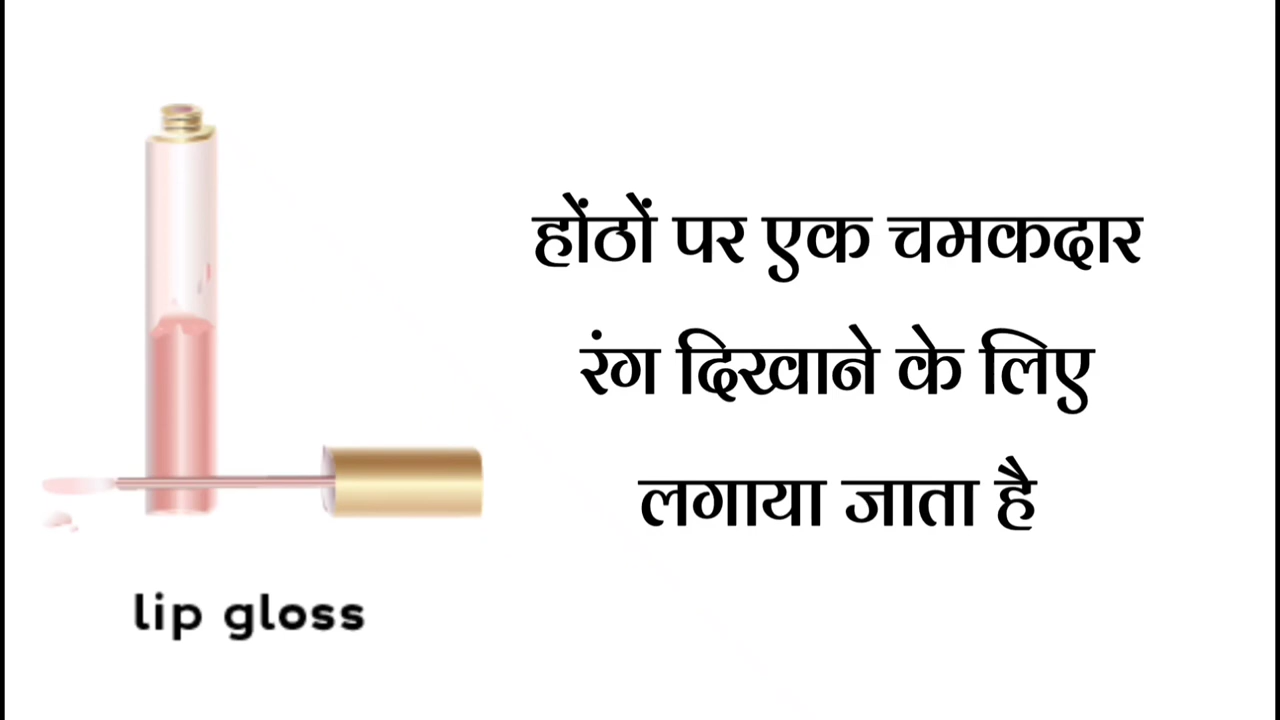 होंठों पर एक चमकदार
रंग दिखाने के लिए
लगाया जाता है
lip gloss